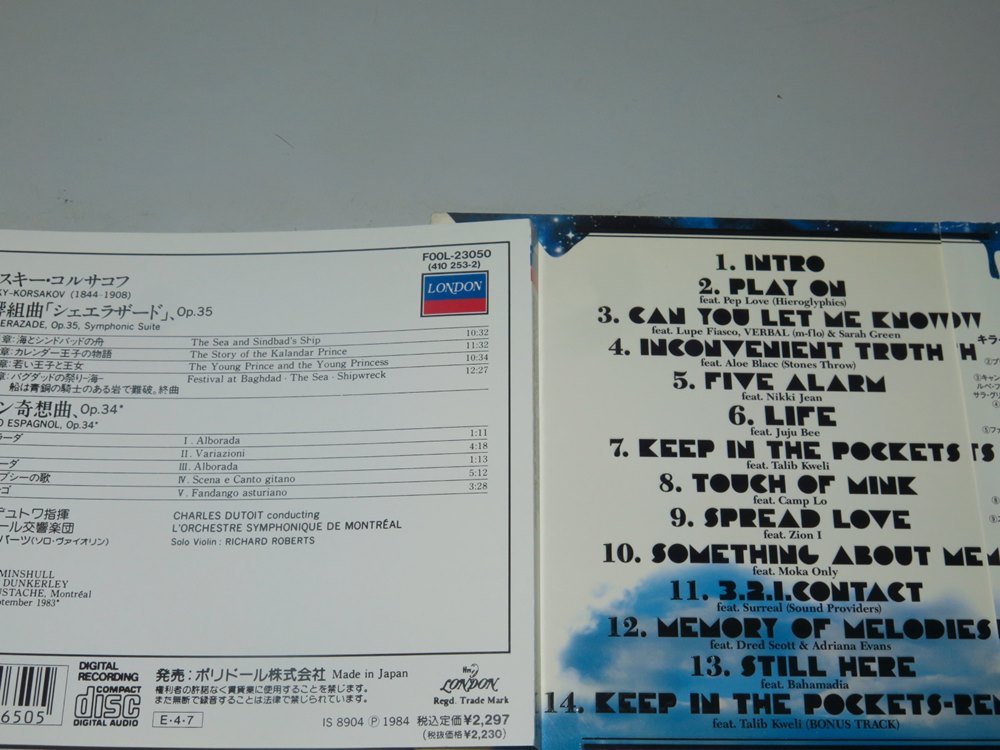 スキー・コルサコフ
KY-KORSAKOV (1844-1908)
F00L-23050
(410 253-2)
LONDON
響組曲「シェエラザード」、Op.35
ERAZADE, Op.35, Symphonic Suite
章:海とシンドバッドの舟 The Sea and Sindbad's Ship 10:32
章:カレンダー王子の物語 The Story of the Kalandar Prince 11:32
章:若い王子と王女 The Young Prince and the Young Princess 10:34
章:バグダッドの祭り-海- Festival at Baghdad · The Sea · Shipwreck 12:27
船は青銅の騎士のある岩で難破。終曲
ン奇想曲、Op.34*
O ESPAGNOL, Op.34*
ラーダ I. Alborada 1:11
II. Variazioni 4:18
ーダ III. Alborada 1:13
プシーの歌 IV. Scena e Canto gitano 5:12
ーゴ V. Fandango asturiano 3:28
デュトワ指揮 CHARLES DUTOIT conducting
ール交響楽団 L'ORCHESTRE SYMPHONIQUE DE MONTRÉAL
バーツ(ソロ・ヴァイオリン) Solo Violin : RICHARD ROBERTS
MINSHULL
DUNKERLEY
USTACHE, Montréal
ptember 1983*
6505
DIGITAL RECORDING
COMPACT
disc
DIGITAL AUDIO
発売:ポリドール株式会社 Made in Japan
権利者の許諾なく賃貸業に使用することを禁じます。
また無断で録音することは法律で禁じられています。
E-4-7
IS 8904 Ⓟ 1984 税込定価¥2,297
(税抜価格¥2,230)
LONDON
Regd. Trade Mark
1. INTRO
2. PLAY ON
feat. Pep Love (Hieroglyphics)
3. CAN YOU LET ME KNOW
feat. Lupe Fiasco, VERBAL (m-flo) & Sarah Green
4. INCONVENIENT TRUTH
feat. Aloe Blacc (Stones Throw)
5. FIVE ALARM
feat. Nikki Jean
6. LIFE
feat. Juju Bee
7. KEEP IN THE POCKETS
feat. Talib Kweli
8. TOUCH OF MINK
feat. Camp Lo
9. SPREAD LOVE
feat. Zion I
10. SOMETHING ABOUT ME
feat. Moka Only
11. 3.2.1.CONTACT
feat. Surreal (Sound Providers)
12. MEMORY OF MELODIES
feat. Dred Scott & Adriana Evans
13. STILL HERE
feat. Bahamadia
14. KEEP IN THE POCKETS-RE
feat. Talib Kweli (BONUS TRACK)